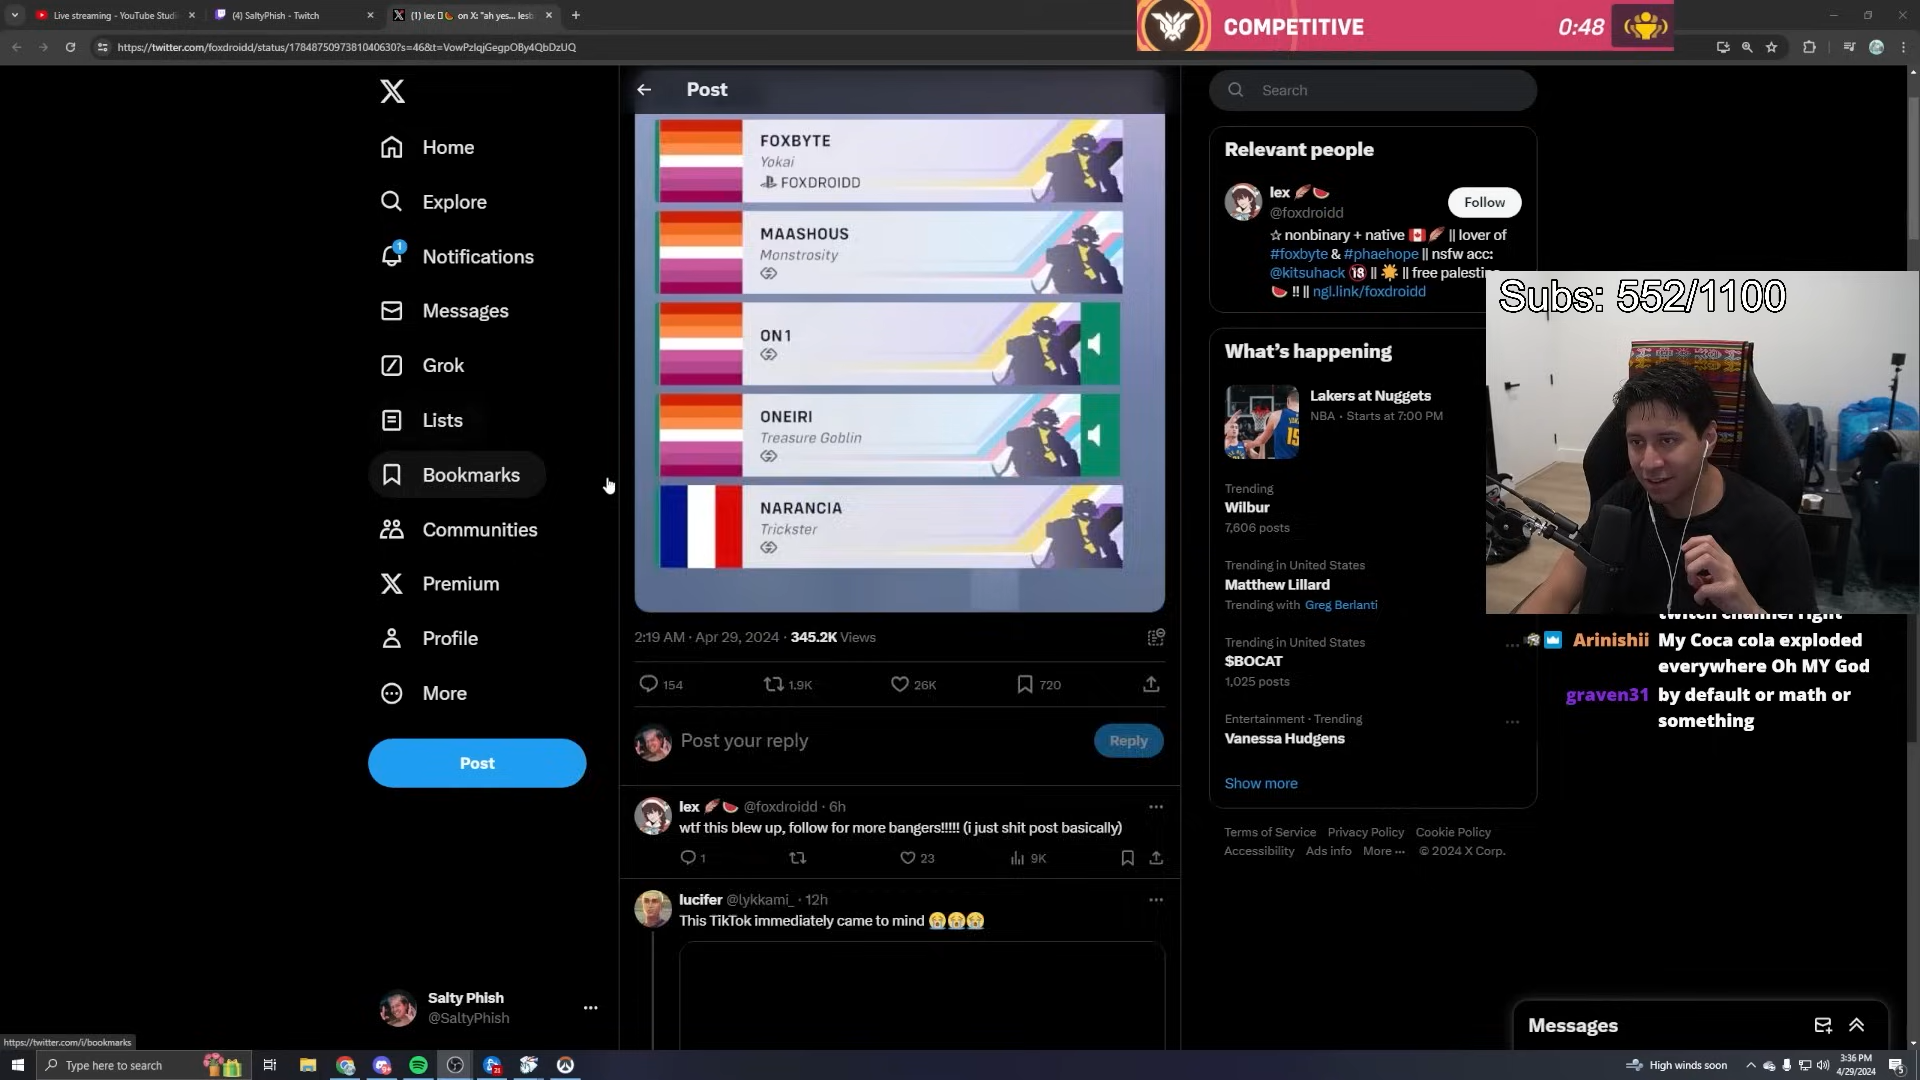 Live streaming - YouTube Studi
(4) SaltyPhish - Twitch
(1) lex on X: "ah yes... lesb
https://twitter.com/foxdroidd/status/1784875097381040630?s=46&t=VowPzIqjGegpOBy4QbDzUQ
COMPETITIVE
0:48
X
Home
Explore
1
Notifications
Messages
Grok
Lists
Bookmarks
Communities
Premium
Profile
More
Post
Salty Phish
@SaltyPhish
https://twitter.com/i/bookmarks
Post
FOXBYTE
Yokai
FOXDROIDD
MAASHOUS
Monstrosity
ON1
ONEIRI
Treasure Goblin
NARANCIA
Trickster
2:19 AM · Apr 29, 2024 · 345.2K Views
154
1.9K
26K
720
Post your reply
Reply
lex 🪶🍉 @foxdroidd · 6h
wtf this blew up, follow for more bangers!!!!! (i just shit post basically)
1
23
9K
lucifer @lykkami_ · 12h
This TikTok immediately came to mind 😭😭😭
Search
Relevant people
lex 🪶🍉
@foxdroidd
Follow
☆ nonbinary + native 🇨🇦🪶 || lover of
#foxbyte & #phaehope || nsfw acc:
@kitsuhack 🔞 || ☀️ || free palestine
🍉 !! || ngl.link/foxdroidd
What's happening
Lakers at Nuggets
NBA · Starts at 7:00 PM
Trending
Wilbur
7,606 posts
Trending in United States
Matthew Lillard
Trending with Greg Berlanti
Trending in United States
$BOCAT
1,025 posts
Entertainment · Trending
Vanessa Hudgens
Show more
Terms of Service Privacy Policy Cookie Policy
Accessibility Ads info More ··· © 2024 X Corp.
Subs: 552/1100
twitch channel right
Arinishii My Coca cola exploded
everywhere Oh MY God
graven31 by default or math or
something
Messages
Type here to search
High winds soon
3:36 PM
4/29/2024